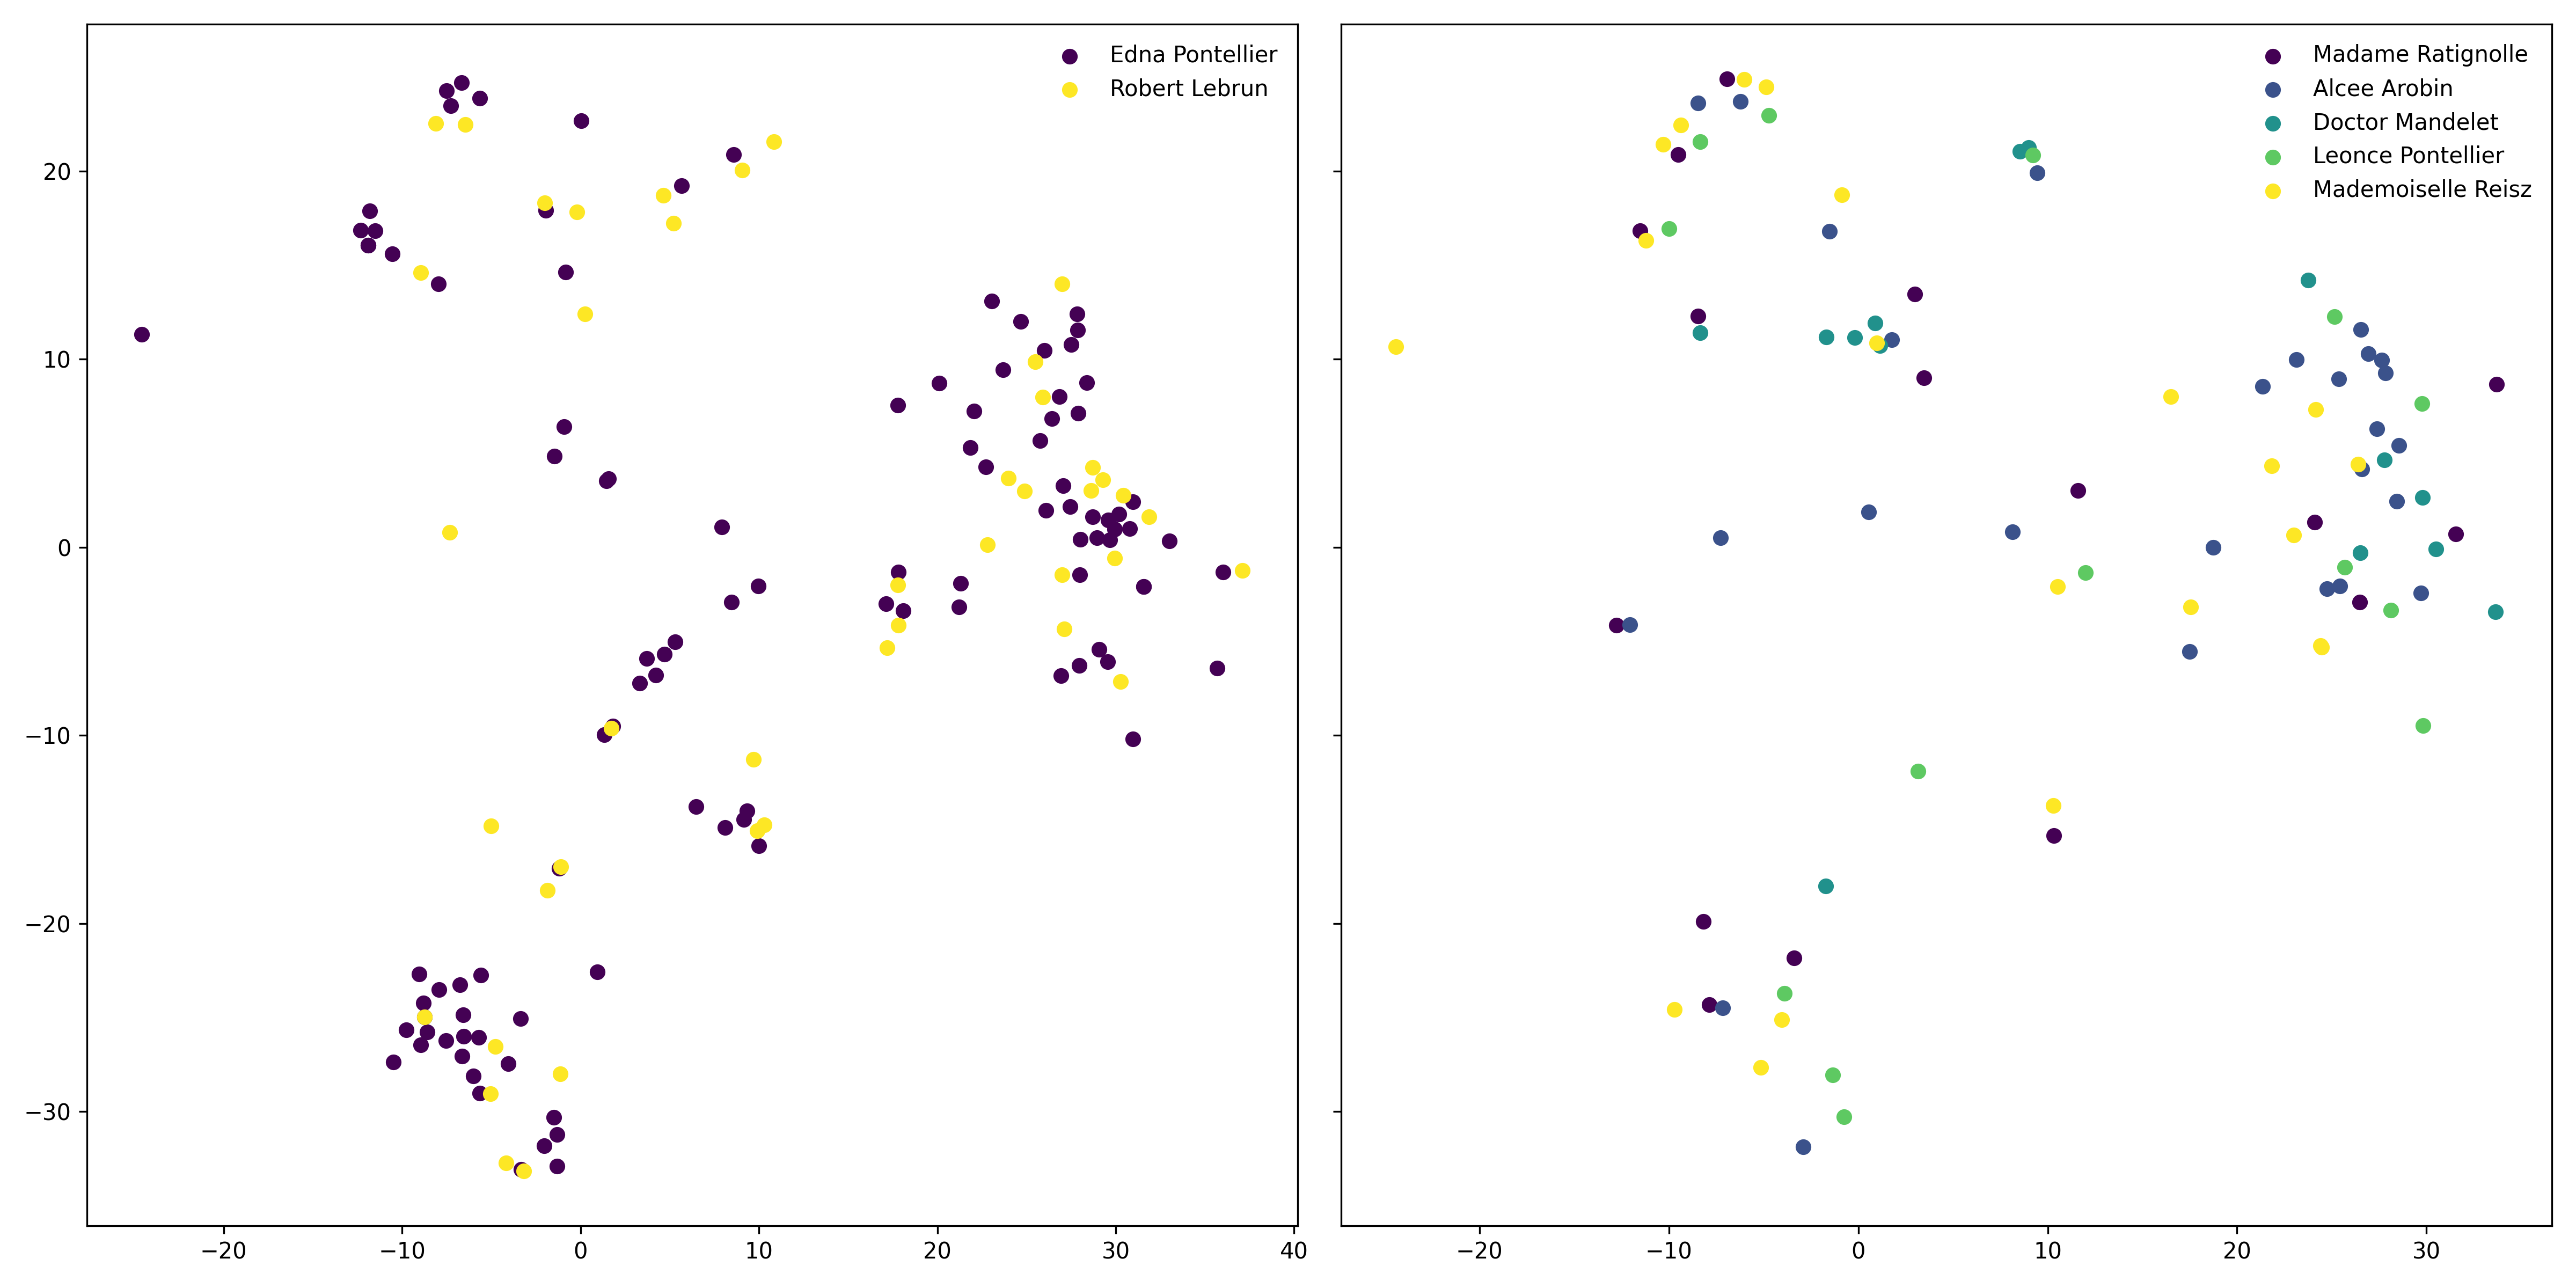 Edna Pontellier
Robert Lebrun
20
10
0
−10
−20
−30
−20 −10 0 10 20 30 40
Madame Ratignolle
Alcee Arobin
Doctor Mandelet
Leonce Pontellier
Mademoiselle Reisz
−20 −10 0 10 20 30